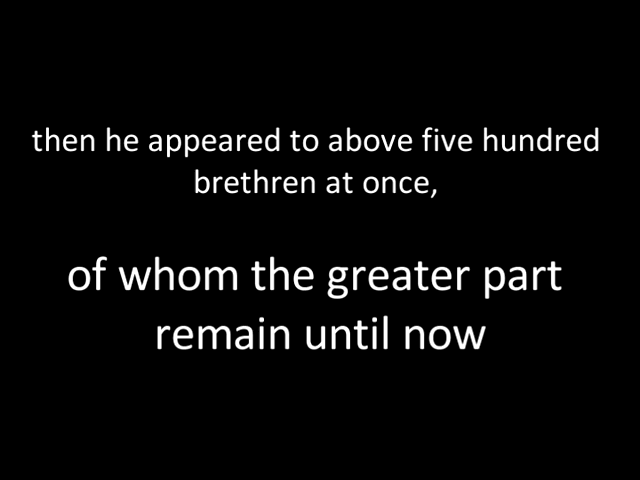 then he appeared to above five hundred
brethren at once,
of whom the greater part
remain until now